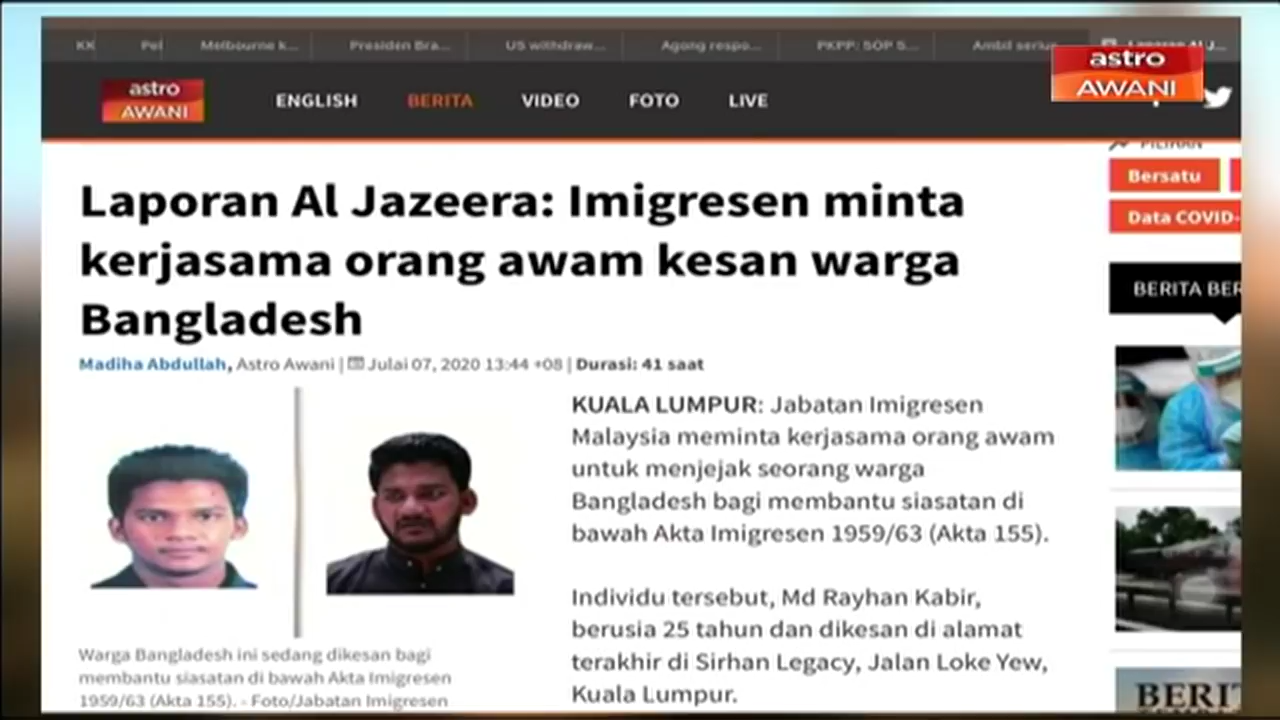 KK
Pel
Melbourne k...
Presiden Bra...
US withdraw...
Agong respo...
PKPP: SOP S...
Ambil serius
Laporan Al J...
astro
AWANI
astro
AWANI
ENGLISH
BERITA
VIDEO
FOTO
LIVE
PILIHAN
Bersatu
Data COVID-
Laporan Al Jazeera: Imigresen minta
kerjasama orang awam kesan warga
Bangladesh
Madiha Abdullah, Astro Awani | Julai 07, 2020 13:44 +08 | Durasi: 41 saat
BERITA BER
KUALA LUMPUR: Jabatan Imigresen
Malaysia meminta kerjasama orang awam
untuk menjejak seorang warga
Bangladesh bagi membantu siasatan di
bawah Akta Imigresen 1959/63 (Akta 155).
Individu tersebut, Md Rayhan Kabir,
berusia 25 tahun dan dikesan di alamat
terakhir di Sirhan Legacy, Jalan Loke Yew,
Kuala Lumpur.
Warga Bangladesh ini sedang dikesan bagi
membantu siasatan di bawah Akta Imigresen
1959/63 (Akta 155). - Foto/Jabatan Imigresen
BERIT